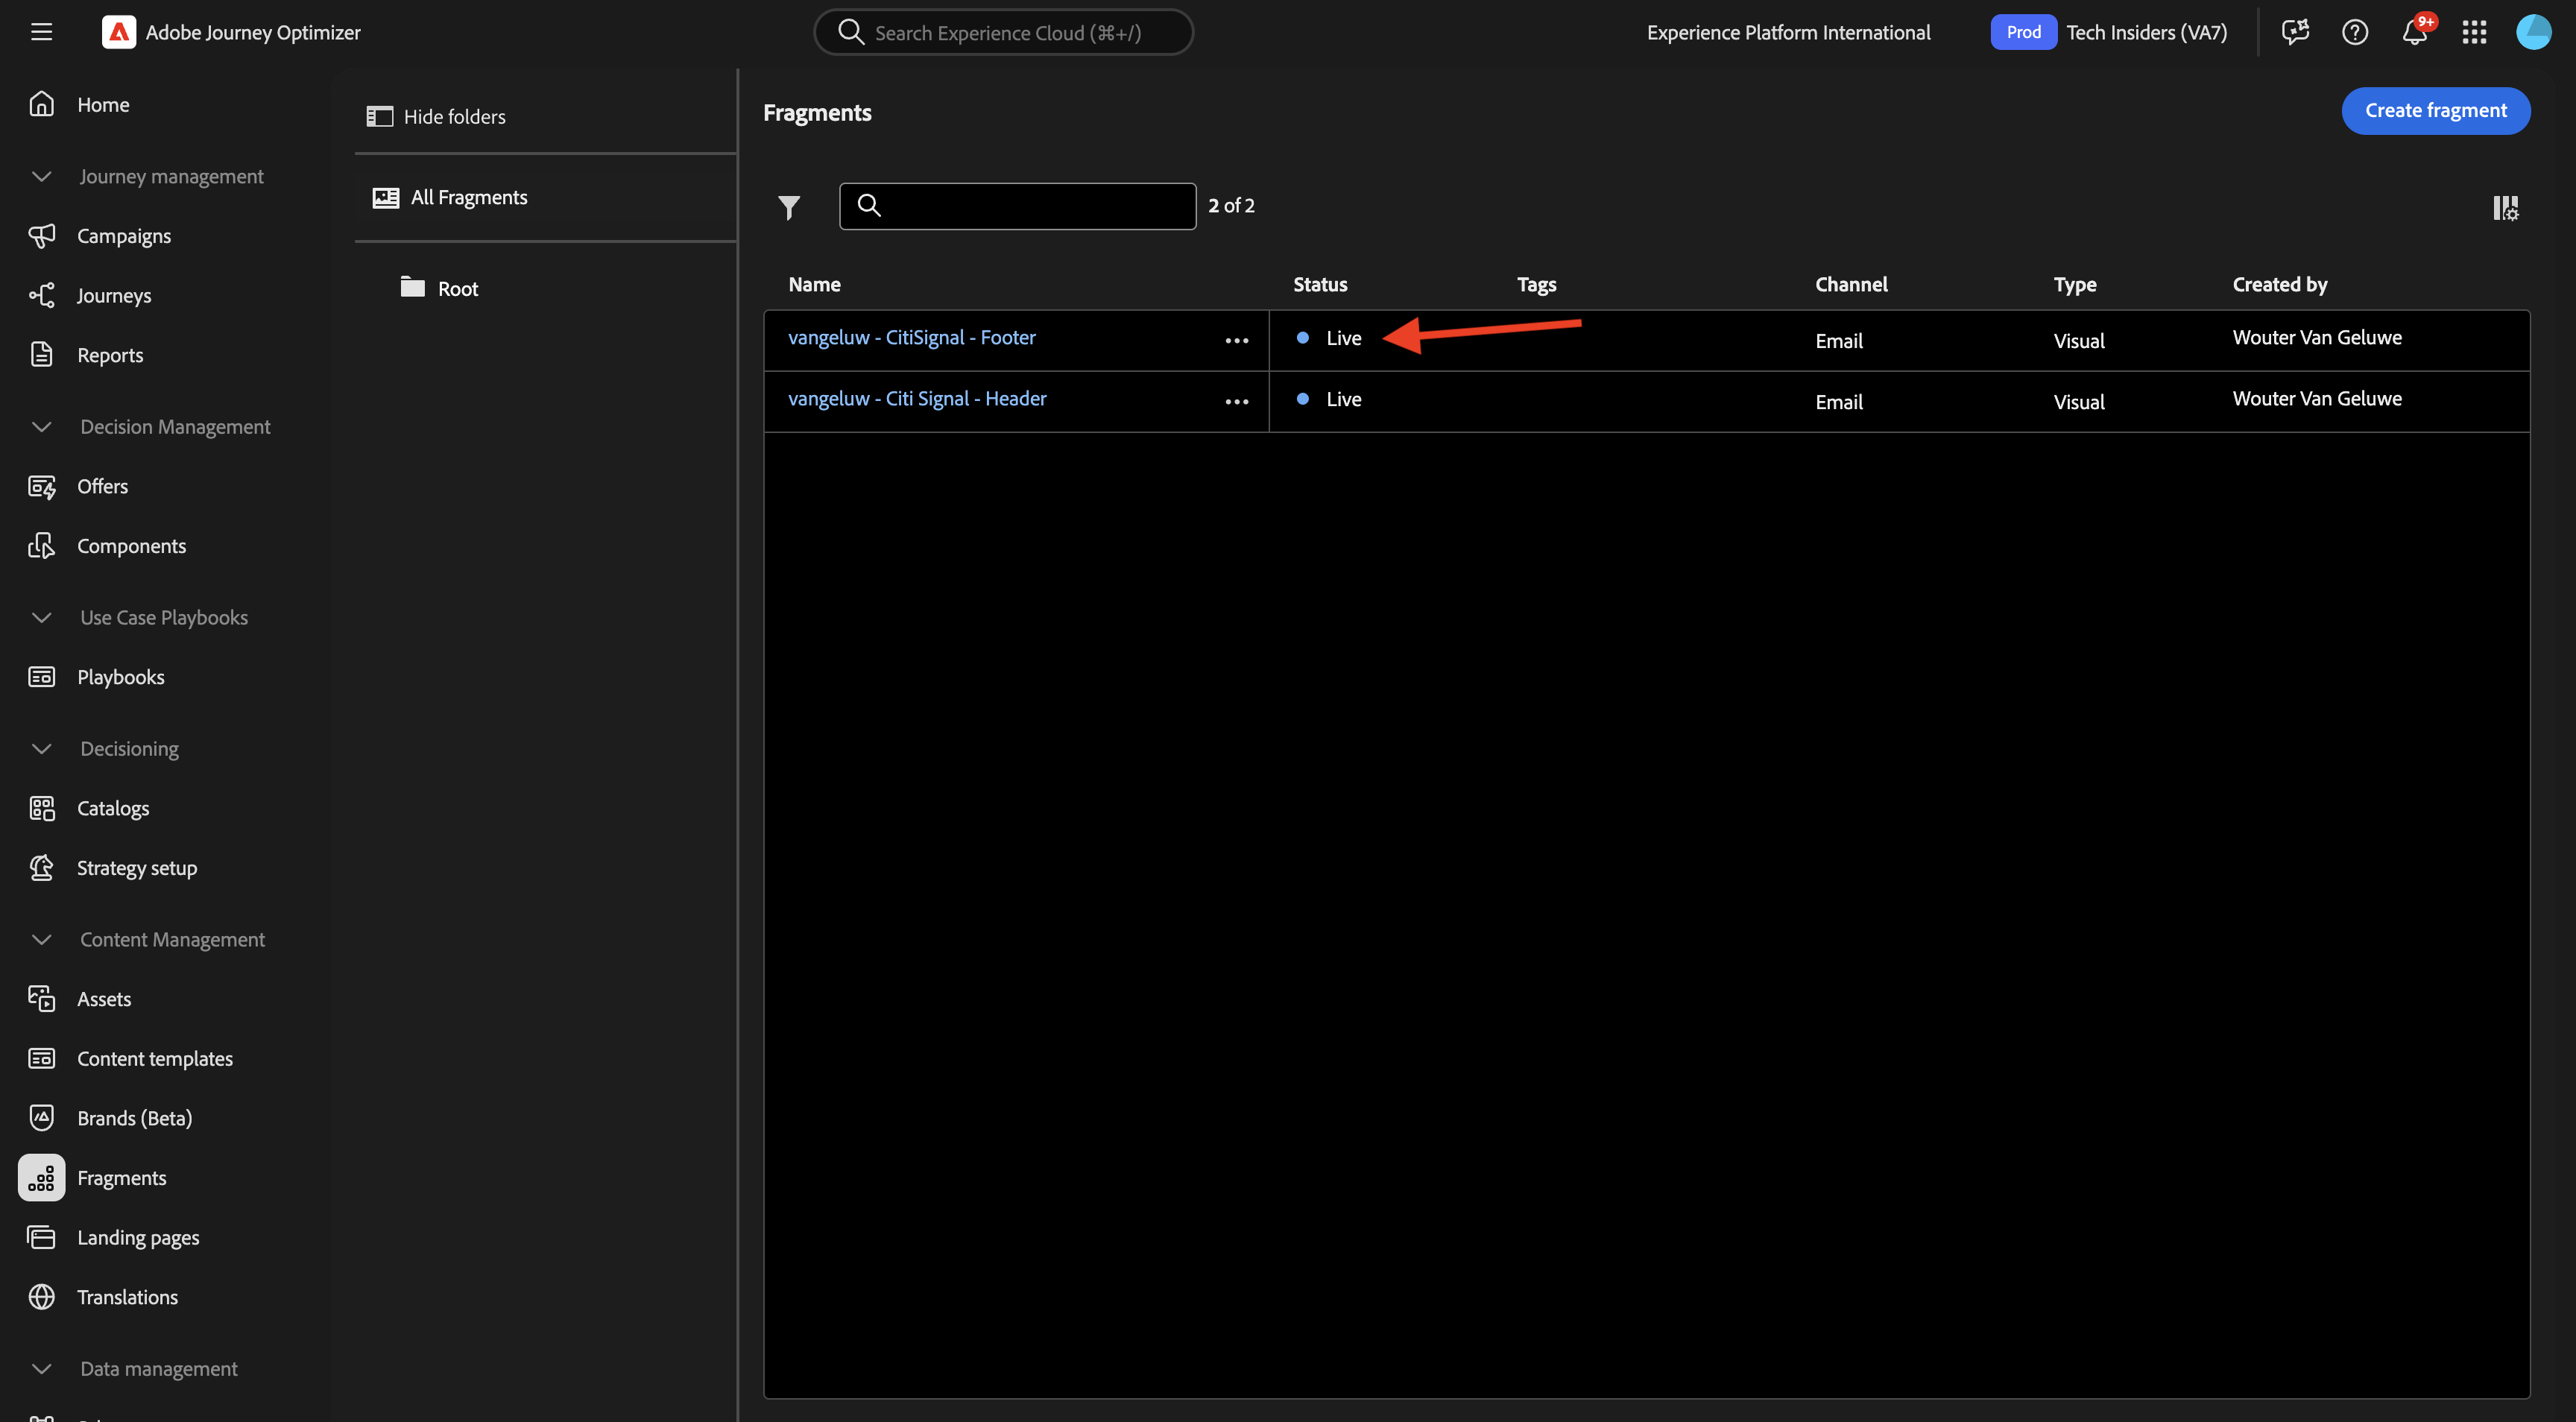 Adobe Journey Optimizer
Search Experience Cloud (⌘+/)
Experience Platform International
Prod
Tech Insiders (VA7)
9+
Home
Journey management
Campaigns
Journeys
Reports
Decision Management
Offers
Components
Use Case Playbooks
Playbooks
Decisioning
Catalogs
Strategy setup
Content Management
Assets
Content templates
Brands (Beta)
Fragments
Landing pages
Translations
Data management
Hide folders
All Fragments
Root
Fragments
Create fragment
2 of 2
Name Status Tags Channel Type Created by
vangeluw - CitiSignal - Footer ••• Live Email Visual Wouter Van Geluwe
vangeluw - Citi Signal - Header ••• Live Email Visual Wouter Van Geluwe